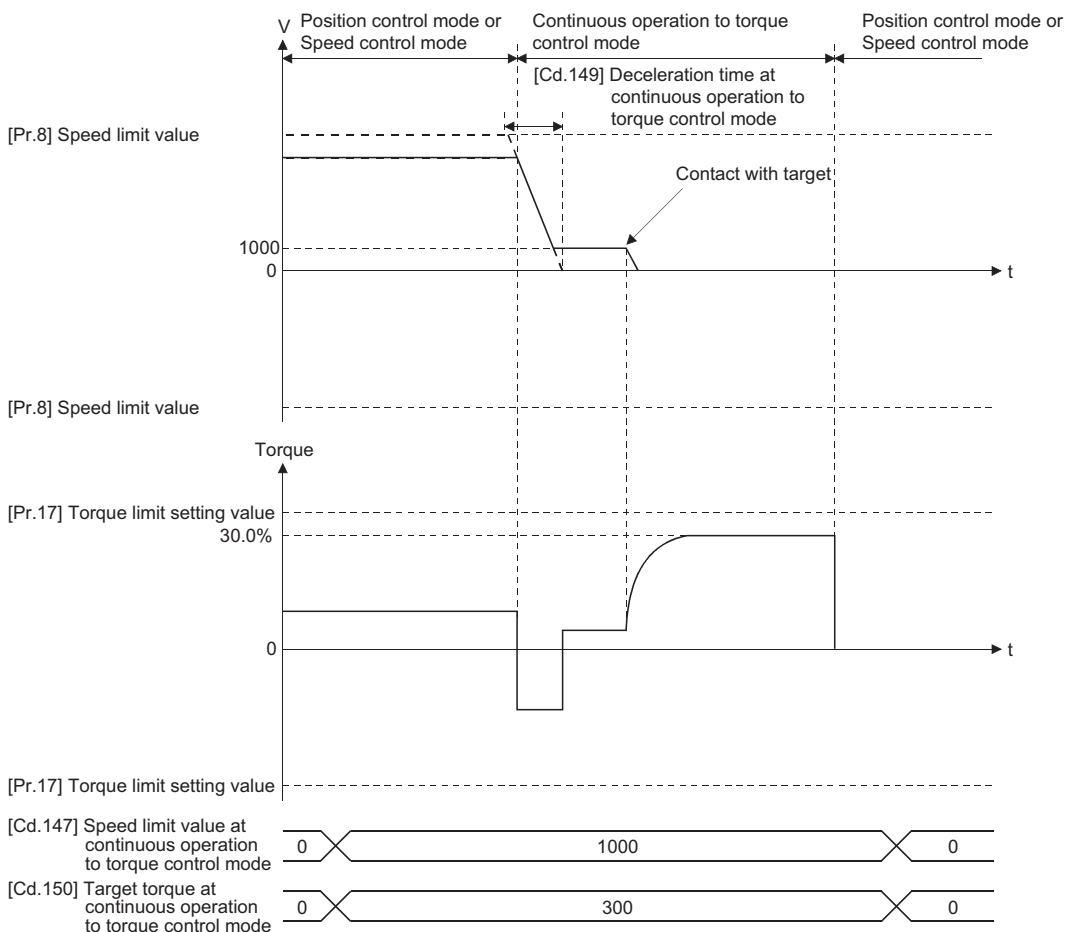 V
Position control mode or
Speed control mode
Continuous operation to torque
control mode
Position control mode or
Speed control mode
[Cd.149] Deceleration time at
continuous operation to
torque control mode
[Pr.8] Speed limit value
Contact with target
1000
0
t
[Pr.8] Speed limit value
Torque
[Pr.17] Torque limit setting value
30.0%
0
t
[Pr.17] Torque limit setting value
[Cd.147] Speed limit value at
continuous operation
to torque control mode
0
1000
0
[Cd.150] Target torque at
continuous operation
to torque control mode
0
300
0